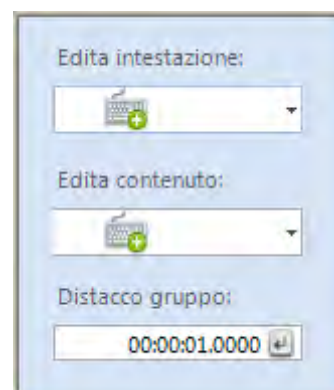 Edita intestazione:
Edita contenuto:
Distacco gruppo:
00:00:01.0000